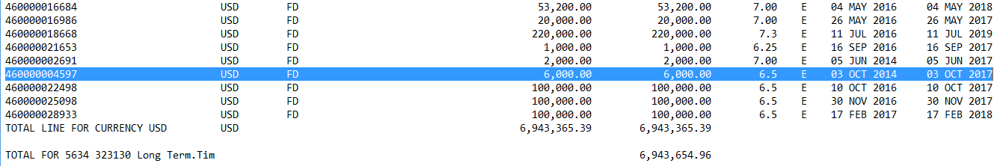 460000016684 USD FD 53,200.00 53,200.00 7.00 E 04 MAY 2016 04 MAY 2018
460000016986 USD FD 20,000.00 20,000.00 7.00 E 26 MAY 2016 26 MAY 2017
460000018668 USD FD 220,000.00 220,000.00 7.3 E 11 JUL 2016 11 JUL 2019
460000021653 USD FD 1,000.00 1,000.00 6.25 E 16 SEP 2016 16 SEP 2017
460000002691 USD FD 2,000.00 2,000.00 7.00 E 05 JUN 2014 05 JUN 2017
460000004597 USD FD 6,000.00 6,000.00 6.5 E 03 OCT 2014 03 OCT 2017
460000022498 USD FD 100,000.00 100,000.00 6.5 E 10 OCT 2016 10 OCT 2017
460000025098 USD FD 100,000.00 100,000.00 6.5 E 30 NOV 2016 30 NOV 2017
460000028933 USD FD 100,000.00 100,000.00 6.5 E 17 FEB 2017 17 FEB 2018
TOTAL LINE FOR CURRENCY USD USD 6,943,365.39 6,943,365.39
TOTAL FOR 5634 323130 Long Term.Tim 6,943,654.96